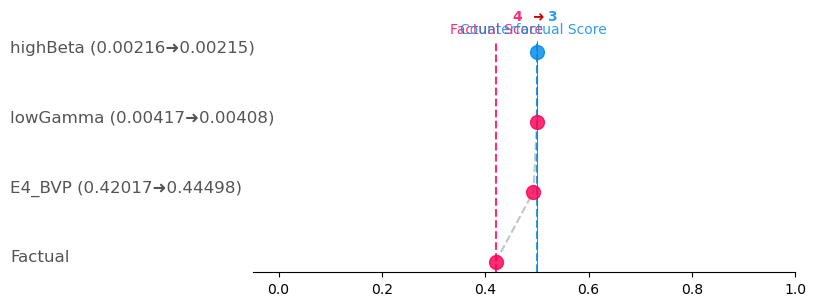 4 ➜ 3
Factual Score
Counterfactual Score
highBeta (0.00216➜0.00215)
lowGamma (0.00417➜0.00408)
E4_BVP (0.42017➜0.44498)
Factual
0.0 0.2 0.4 0.6 0.8 1.0